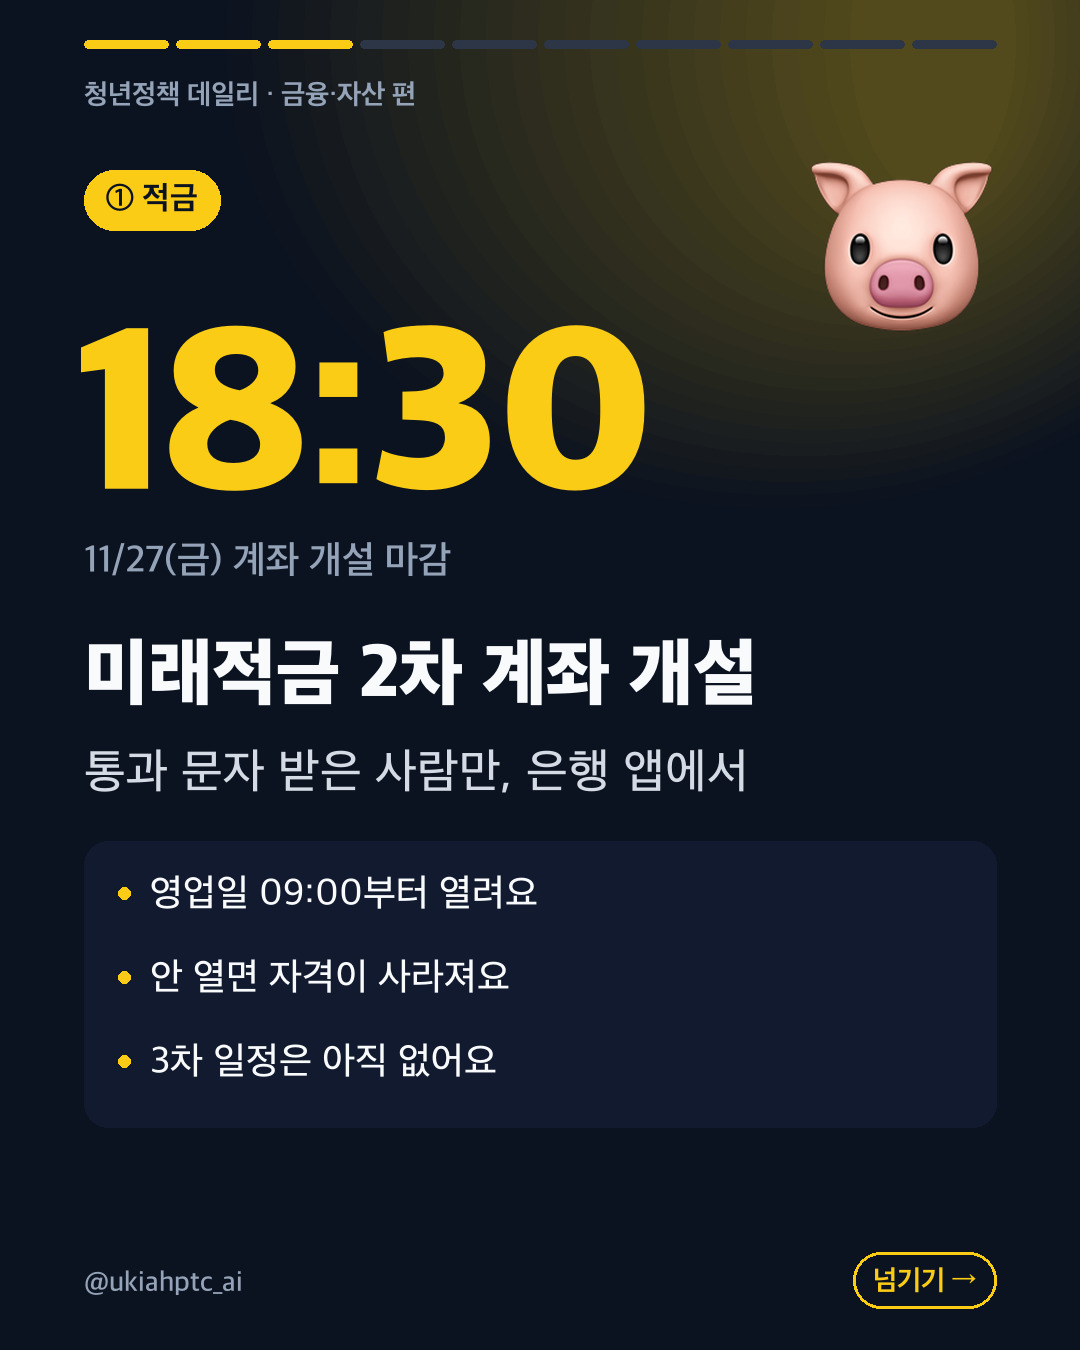 청년정책 데일리 · 금융·자산 편
① 적금
18:30
11/27(금) 계좌 개설 마감
미래적금 2차 계좌 개설
통과 문자 받은 사람만, 은행 앱에서
• 영업일 09:00부터 열려요
• 안 열면 자격이 사라져요
• 3차 일정은 아직 없어요
@ukiahptc_ai
넘기기 →